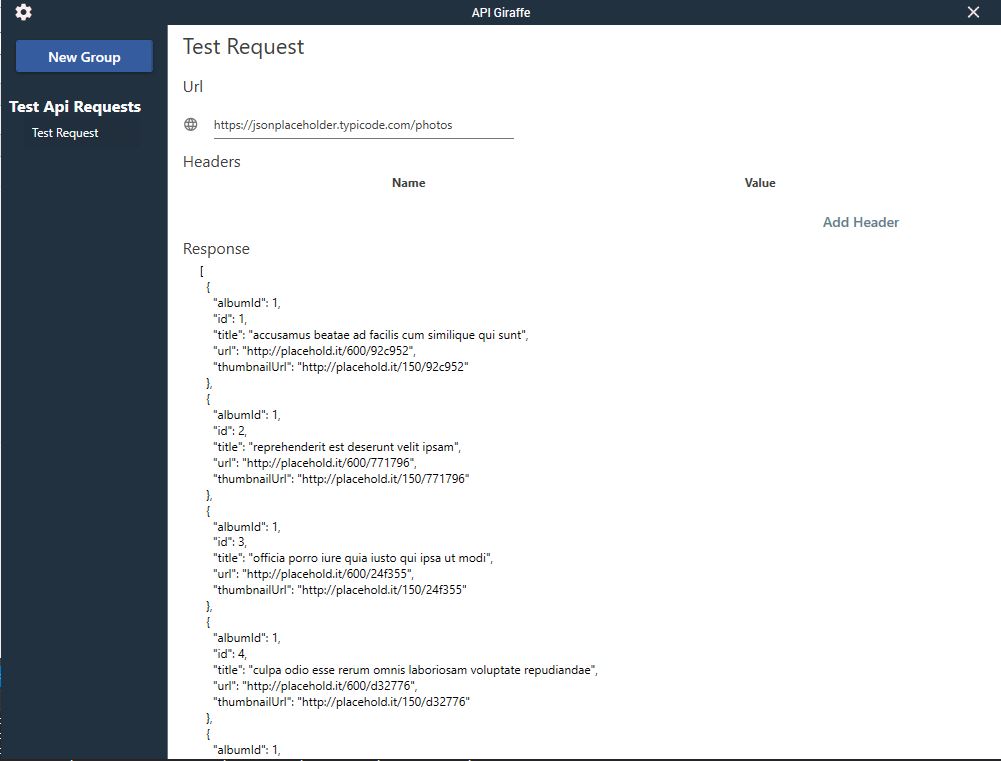 API Giraffe
New Group
Test Api Requests
Test Request
Test Request
Url
https://jsonplaceholder.typicode.com/photos
Headers
Name Value
Add Header
Response
[
{
"albumId": 1,
"id": 1,
"title": "accusamus beatae ad facilis cum similique qui sunt",
"url": "http://placehold.it/600/92c952",
"thumbnailUrl": "http://placehold.it/150/92c952"
},
{
"albumId": 1,
"id": 2,
"title": "reprehenderit est deserunt velit ipsam",
"url": "http://placehold.it/600/771796",
"thumbnailUrl": "http://placehold.it/150/771796"
},
{
"albumId": 1,
"id": 3,
"title": "officia porro iure quia iusto qui ipsa ut modi",
"url": "http://placehold.it/600/24f355",
"thumbnailUrl": "http://placehold.it/150/24f355"
},
{
"albumId": 1,
"id": 4,
"title": "culpa odio esse rerum omnis laboriosam voluptate repudiandae",
"url": "http://placehold.it/600/d32776",
"thumbnailUrl": "http://placehold.it/150/d32776"
},
{
"albumId": 1,